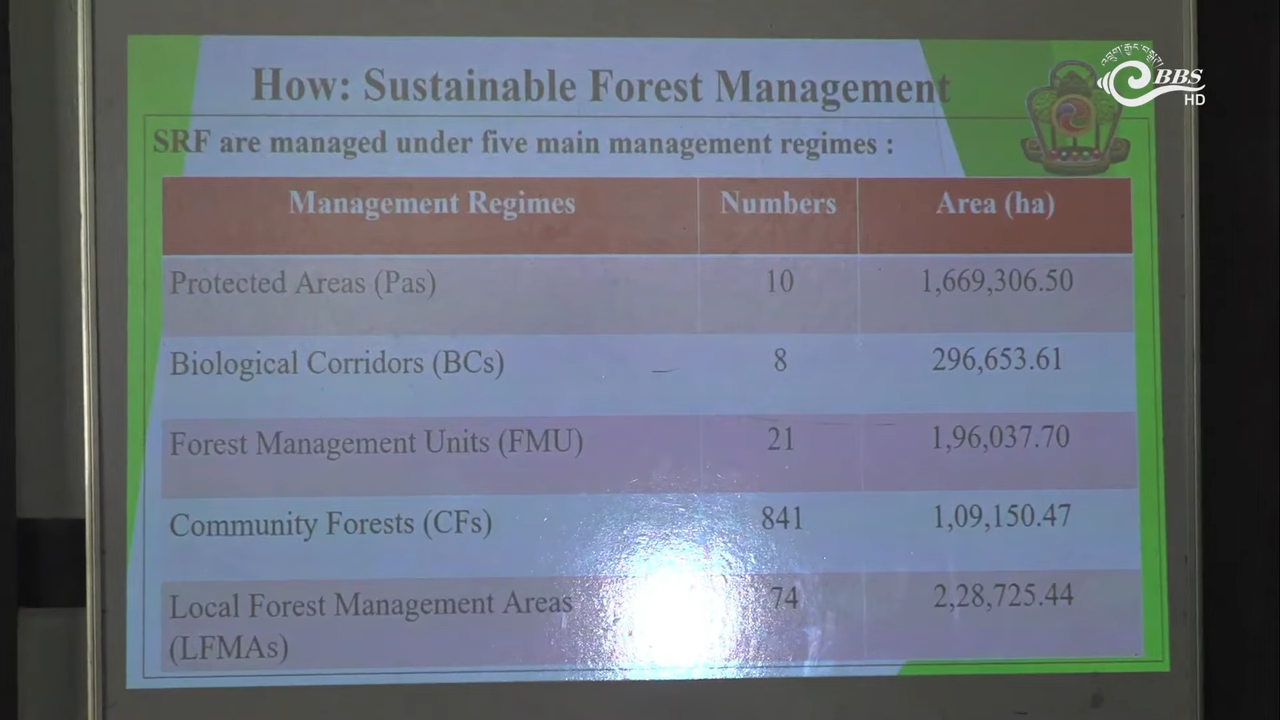 How: Sustainable Forest Management
འབྲུག་རྒྱང་བསྒྲགས།
BBS
HD
SRF are managed under five main management regimes :
Management Regimes Numbers Area (ha)
Protected Areas (Pas) 10 1,669,306.50
Biological Corridors (BCs) 8 296,653.61
Forest Management Units (FMU) 21 1,96,037.70
Community Forests (CFs) 841 1,09,150.47
Local Forest Management Areas 74 2,28,725.44
(LFMAs)